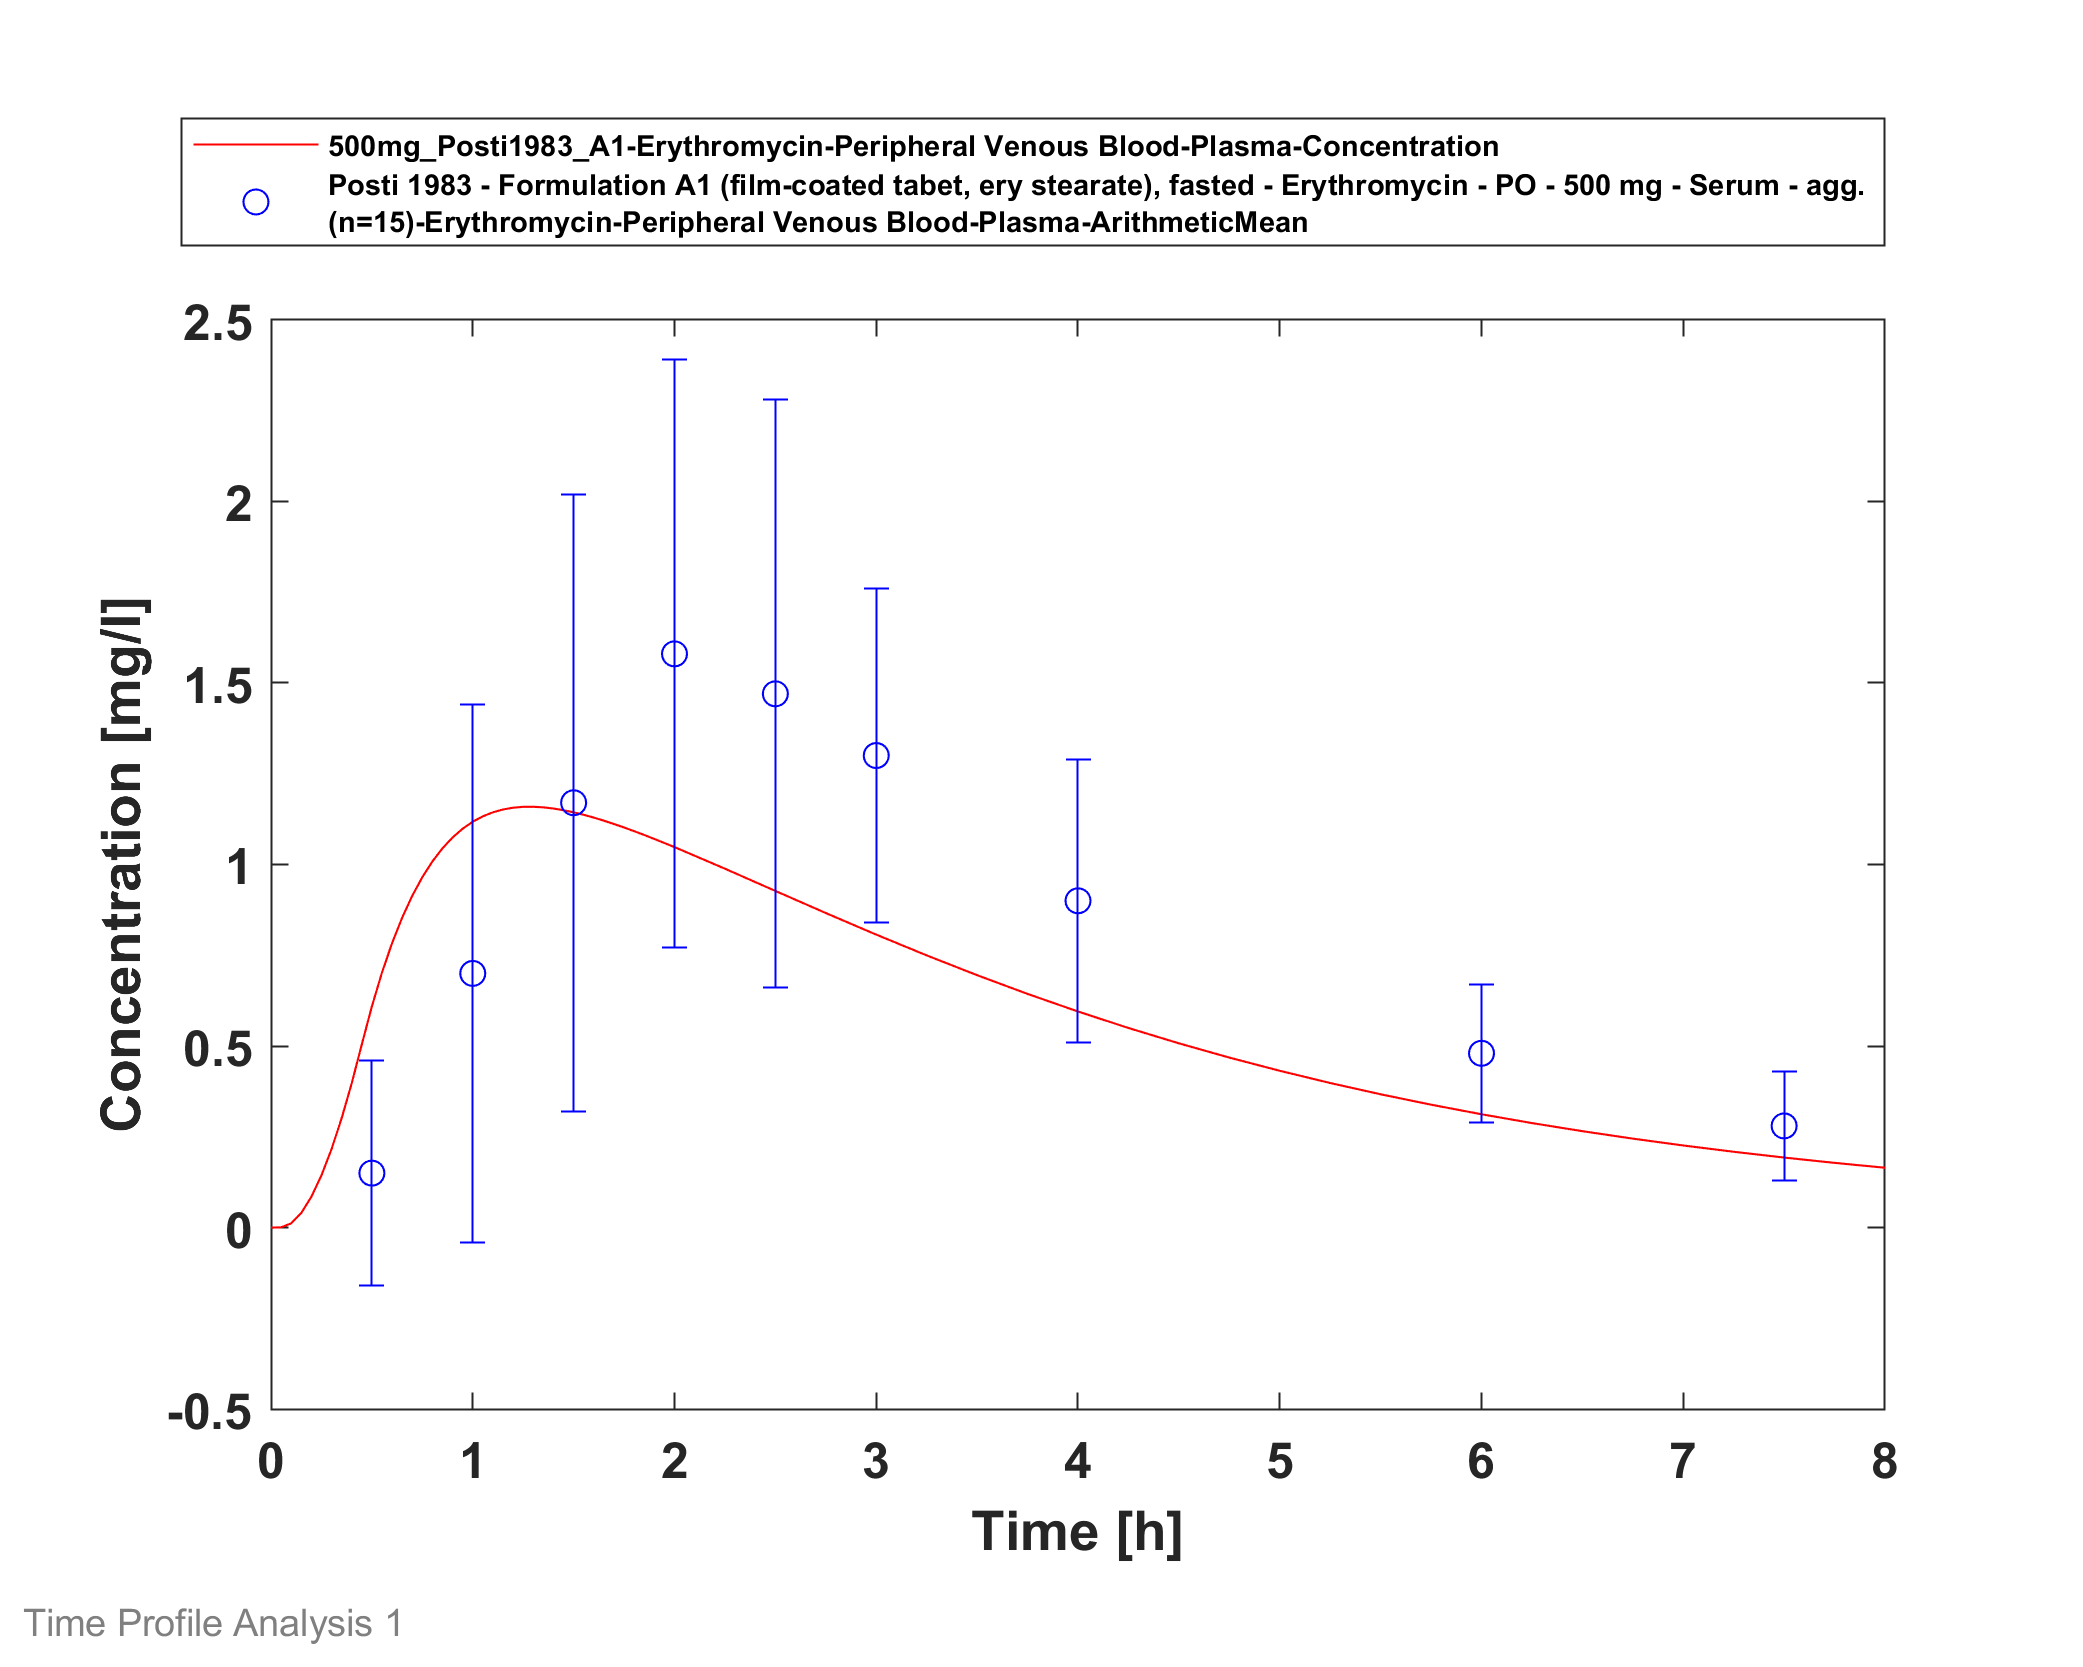 500mg_Posti1983_A1-Erythromycin-Peripheral Venous Blood-Plasma-Concentration
Posti 1983 - Formulation A1 (film-coated tabet, ery stearate), fasted - Erythromycin - PO - 500 mg - Serum - agg.
(n=15)-Erythromycin-Peripheral Venous Blood-Plasma-ArithmeticMean
2.5
2
1.5
1
0.5
0
-0.5
Concentration [mg/l]
0 1 2 3 4 5 6 7 8
Time [h]
Time Profile Analysis 1